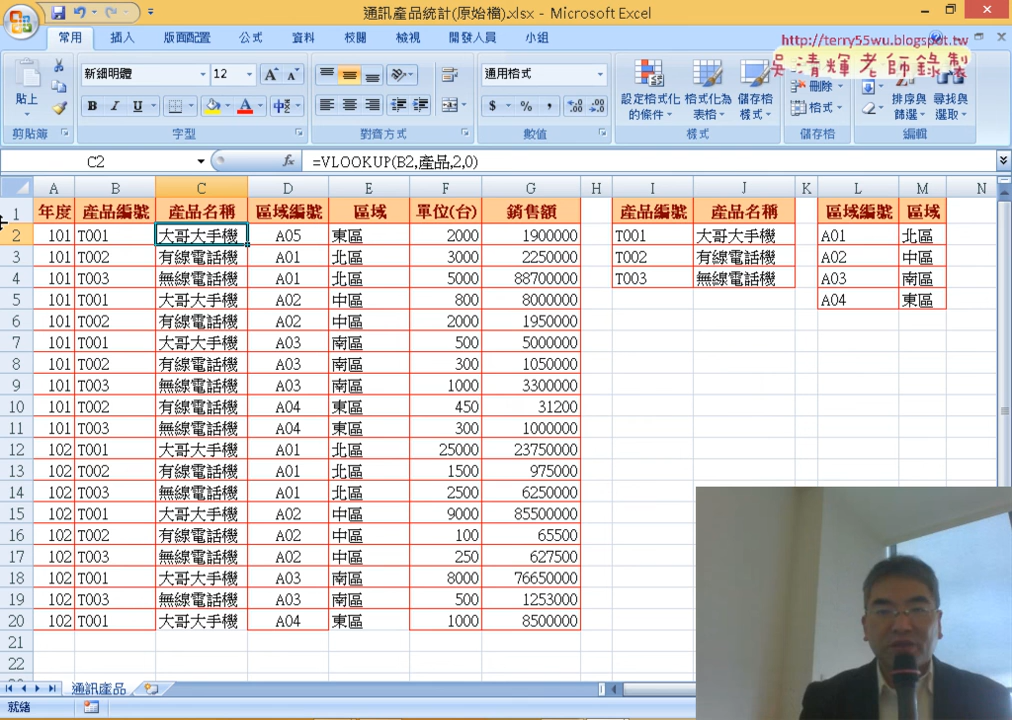 通訊產品統計(原始檔).xlsx - Microsoft Excel
常用 插入 版面配置 公式 資料 校閱 檢視 開發人員 小組
http://terry55wu.blogspot.tw
吳清輝老師錄製
貼上 新細明體 12 通用格式 設定格式化的條件 格式化為表格 儲存格樣式 刪除 格式 排序與篩選 尋找與選取
B I U A 中 $ % ,
剪貼簿 字型 對齊方式 數值 樣式 儲存格 編輯
C2 fx =VLOOKUP(B2,產品,2,0)
A B C D E F G H I J K L M N
1 年度 產品編號 產品名稱 區域編號 區域 單位(台) 銷售額 產品編號 產品名稱 區域編號 區域
2 101 T001 大哥大手機 A05 東區 2000 1900000 T001 大哥大手機 A01 北區
3 101 T002 有線電話機 A01 北區 3000 2250000 T002 有線電話機 A02 中區
4 101 T003 無線電話機 A01 北區 5000 88700000 T003 無線電話機 A03 南區
5 101 T001 大哥大手機 A02 中區 800 8000000 A04 東區
6 101 T002 有線電話機 A02 中區 2000 1950000
7 101 T001 大哥大手機 A03 南區 500 5000000
8 101 T002 有線電話機 A03 南區 300 1050000
9 101 T003 無線電話機 A03 南區 1000 3300000
10 101 T002 有線電話機 A04 東區 450 31200
11 101 T003 無線電話機 A04 東區 300 1000000
12 102 T001 大哥大手機 A01 北區 25000 23750000
13 102 T002 有線電話機 A01 北區 1500 975000
14 102 T003 無線電話機 A01 北區 2500 6250000
15 102 T001 大哥大手機 A02 中區 9000 85500000
16 102 T002 有線電話機 A02 中區 100 65500
17 102 T003 無線電話機 A02 中區 250 627500
18 102 T001 大哥大手機 A03 南區 8000 76650000
19 102 T003 無線電話機 A03 南區 500 1253000
20 102 T001 大哥大手機 A04 東區 1000 8500000
21
22
通訊產品
就緒